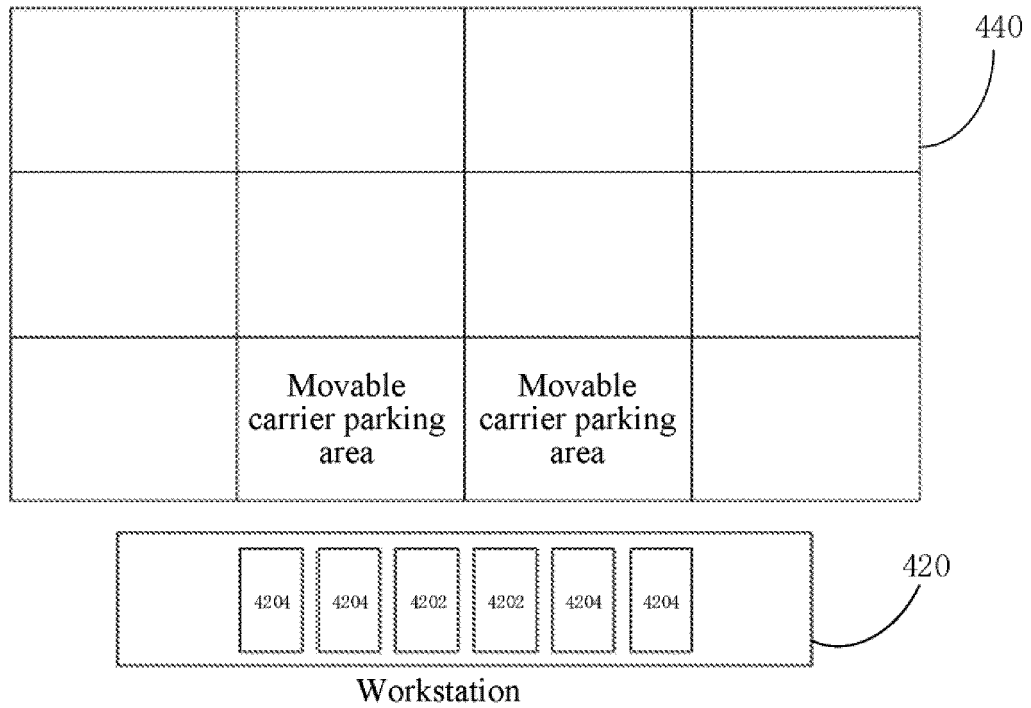 440
Movable
carrier parking
area
Movable
carrier parking
area
420
4204 4204 4202 4202 4204 4204
Workstation